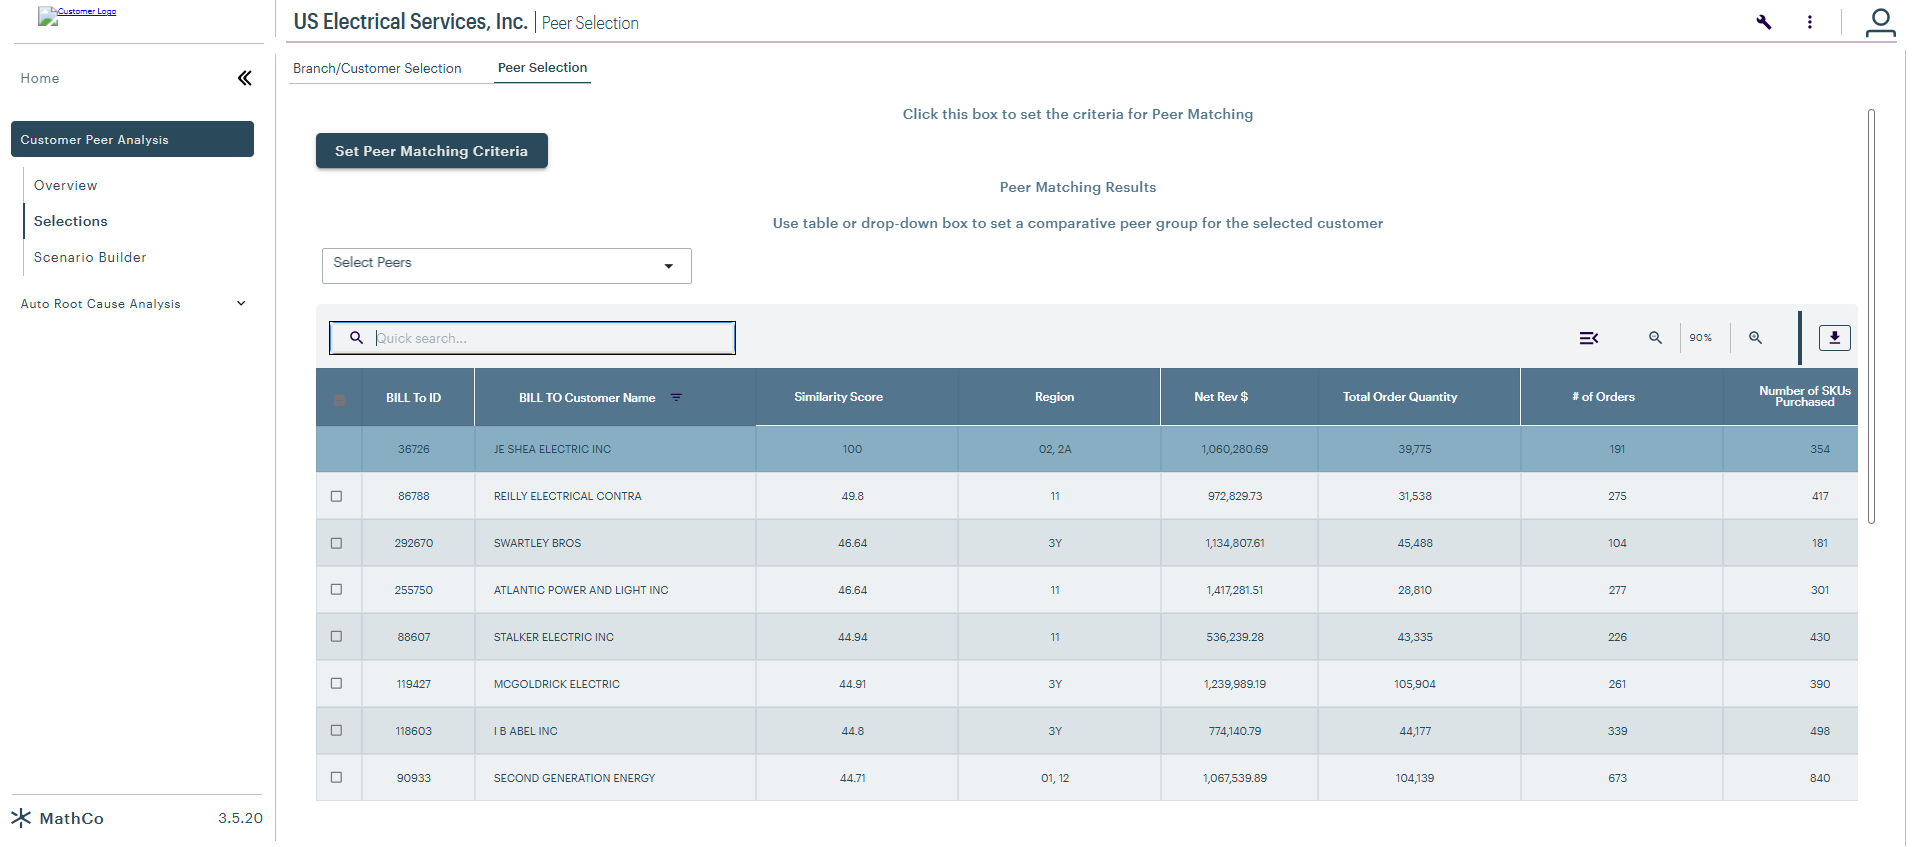 Customer Logo
US Electrical Services, Inc. Peer Selection
Home
Branch/Customer Selection
Peer Selection
Customer Peer Analysis
Overview
Selections
Scenario Builder
Auto Root Cause Analysis
Click this box to set the criteria for Peer Matching
Set Peer Matching Criteria
Peer Matching Results
Use table or drop-down box to set a comparative peer group for the selected customer
Select Peers
Quick search...
90%
BILL To ID BILL TO Customer Name Similarity Score Region Net Rev $ Total Order Quantity # of Orders Number of SKUs Purchased
36726 JE SHEA ELECTRIC INC 100 02, 2A 1,060,280.69 39,775 191 354
86788 REILLY ELECTRICAL CONTRA 49.8 11 972,829.73 31,538 275 417
292670 SWARTLEY BROS 46.64 3Y 1,134,807.61 45,488 104 181
255750 ATLANTIC POWER AND LIGHT INC 46.64 11 1,417,281.51 28,810 277 301
88607 STALKER ELECTRIC INC 44.94 11 536,239.28 43,335 226 430
119427 MCGOLDRICK ELECTRIC 44.91 3Y 1,239,989.19 105,904 261 390
118603 I B ABEL INC 44.8 3Y 774,140.79 44,177 339 498
90933 SECOND GENERATION ENERGY 44.71 01, 12 1,067,539.89 104,139 673 840
MathCo 3.5.20